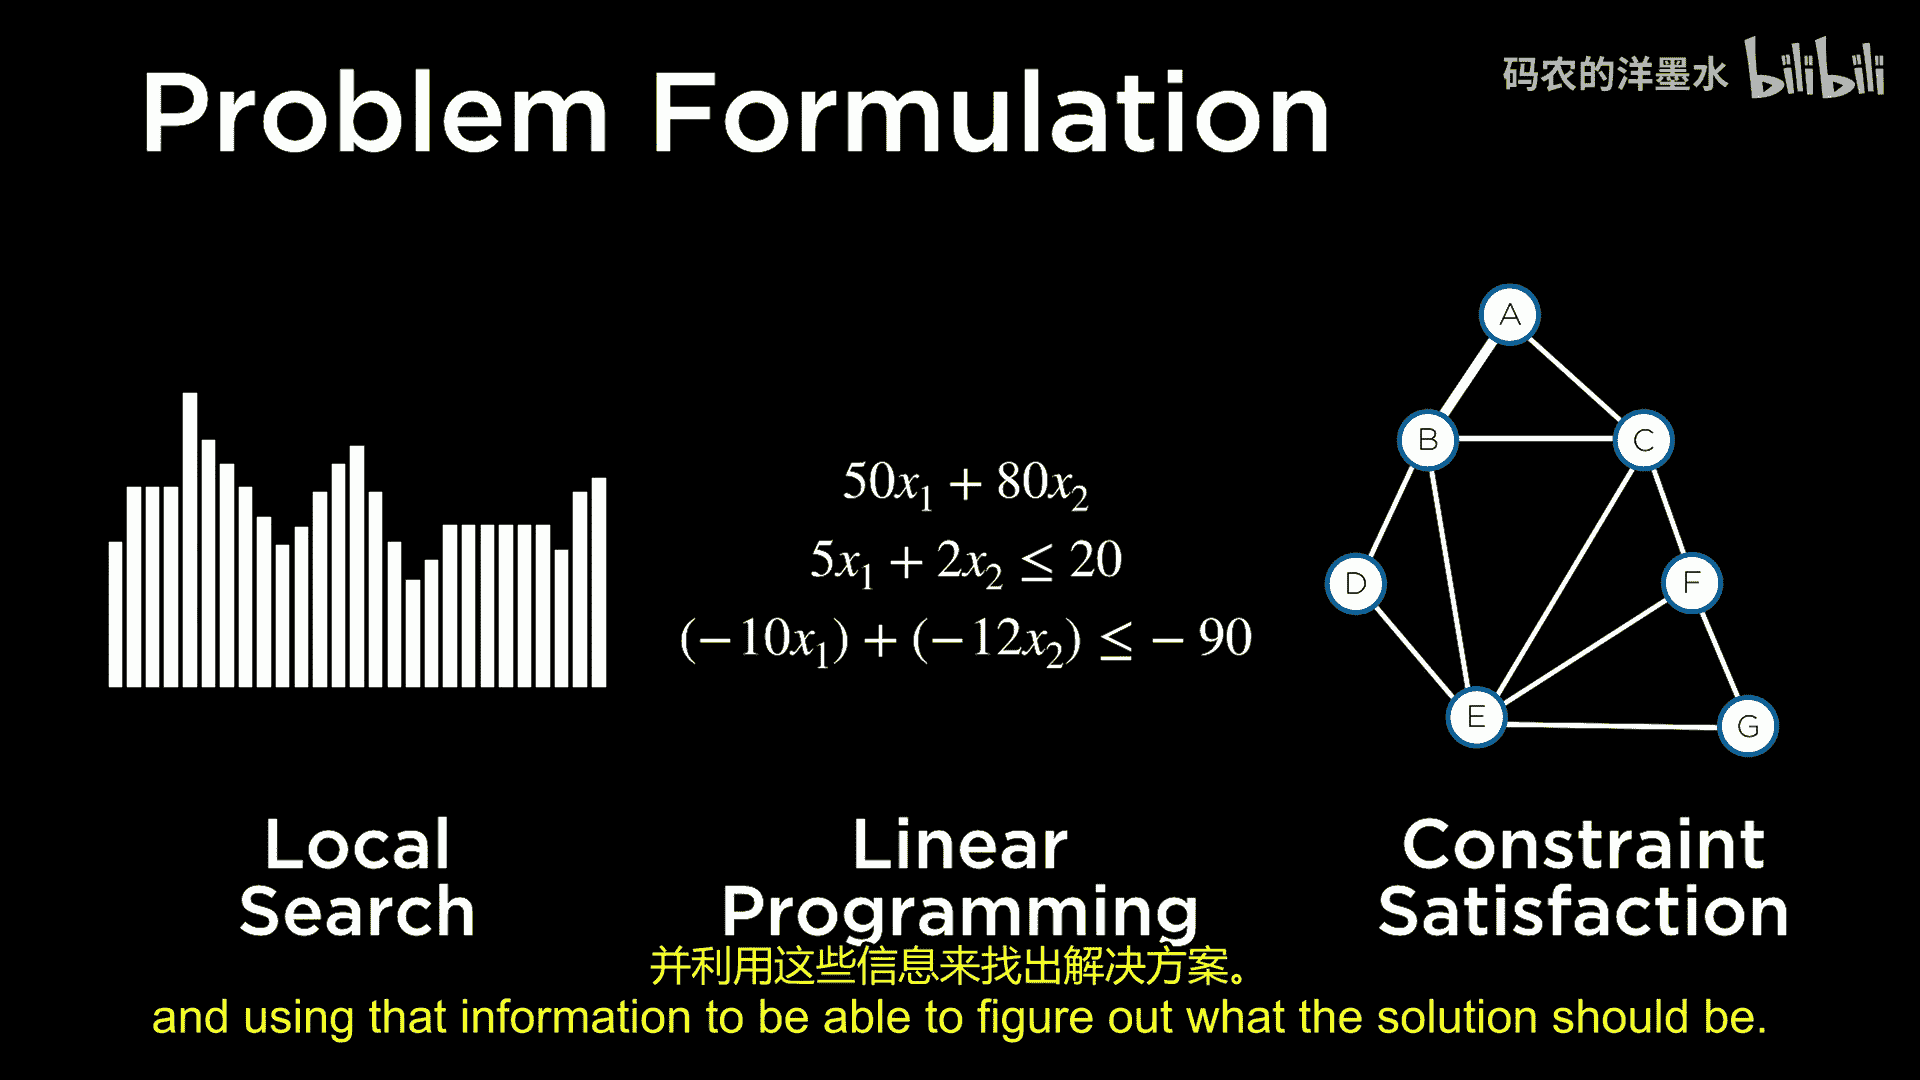 Problem Formulation
码农的洋墨水 bilibili
50x₁ + 80x₂
5x₁ + 2x₂ ≤ 20
(−10x₁) + (−12x₂) ≤ − 90
A
B
C
D
F
E
G
Local
Search
Linear
Programming
Constraint
Satisfaction
并利用这些信息来找出解决方案。
and using that information to be able to figure out what the solution should be.